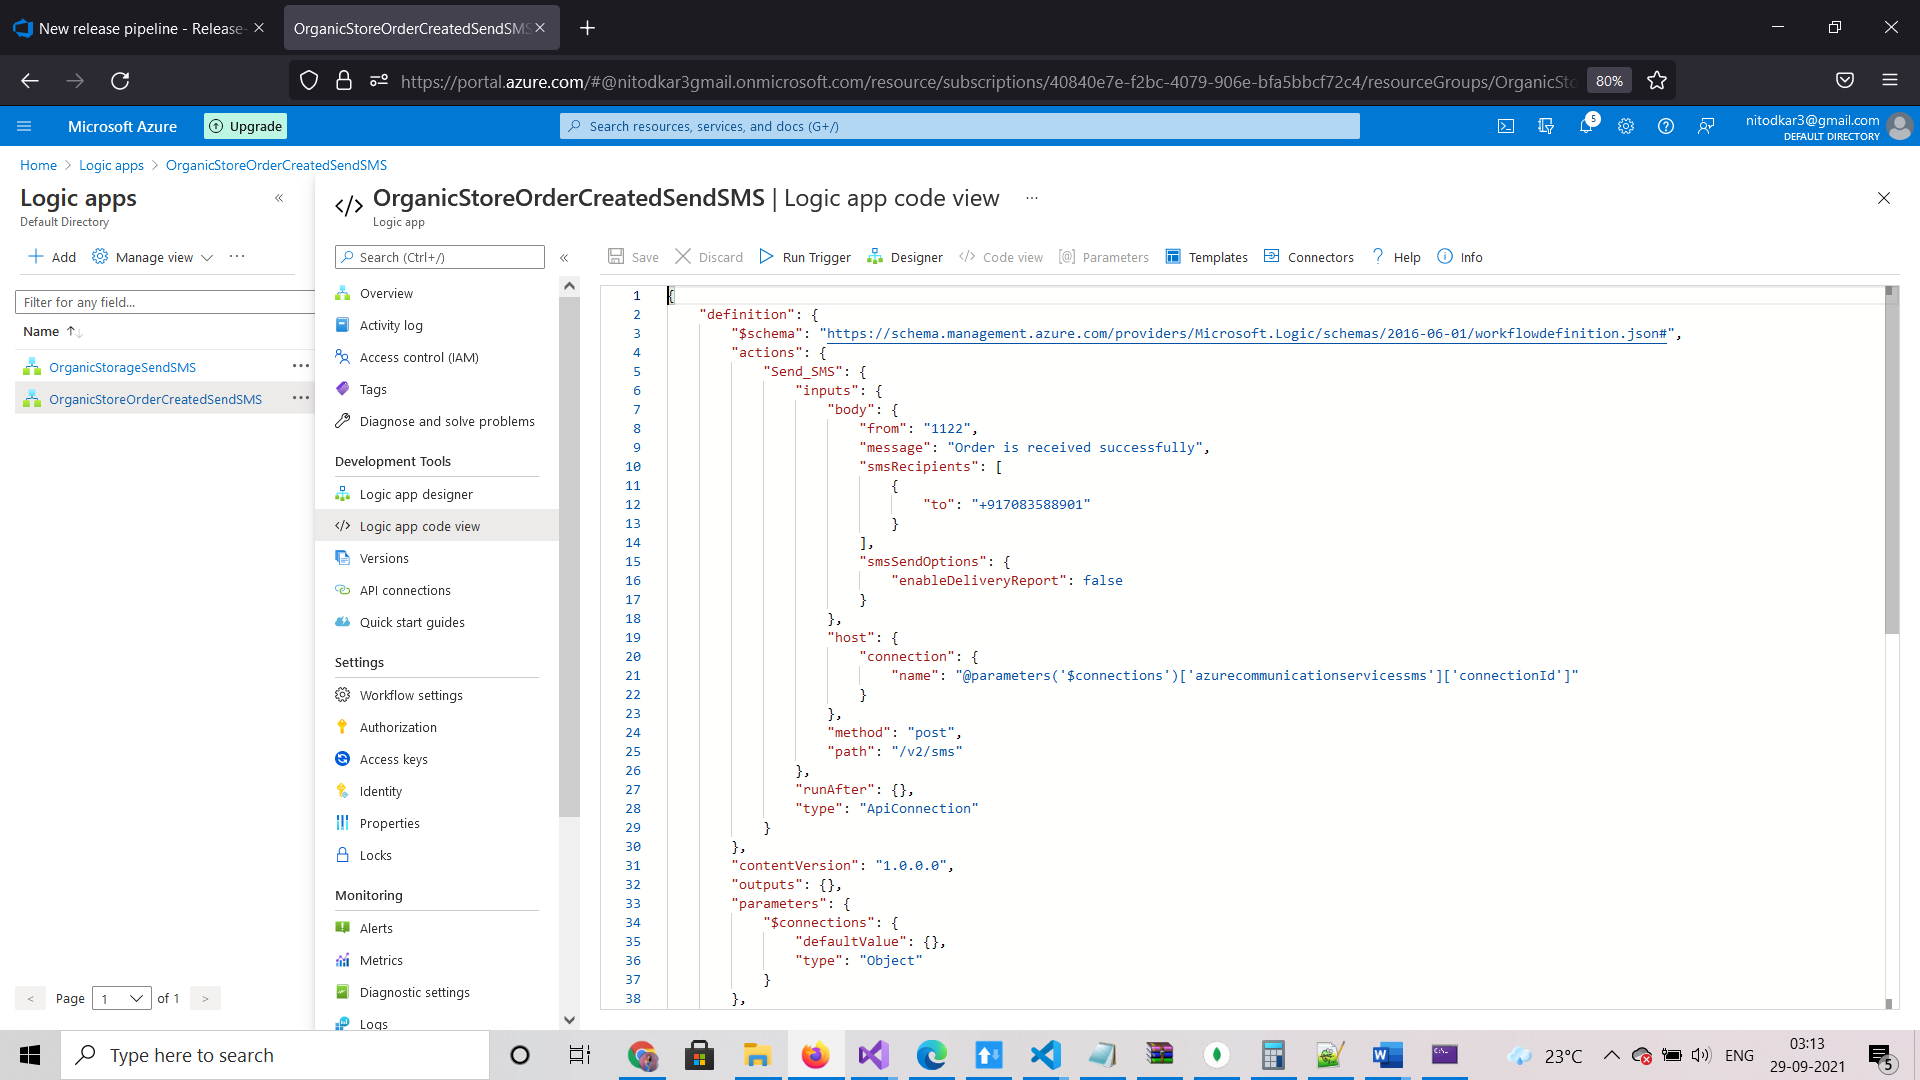 New release pipeline - Release-
OrganicStoreOrderCreatedSendSMS
https://portal.azure.com/#@nitodkar3gmail.onmicrosoft.com/resource/subscriptions/40840e7e-f2bc-4079-906e-bfa5bbcf72c4/resourceGroups/OrganicSto
80%
Microsoft Azure
Upgrade
Search resources, services, and docs (G+/)
5
nitodkar3@gmail.com
DEFAULT DIRECTORY
Home > Logic apps > OrganicStoreOrderCreatedSendSMS
Logic apps
Default Directory
Add
Manage view
Filter for any field...
Name
OrganicStorageSendSMS
OrganicStoreOrderCreatedSendSMS
< Page 1 of 1 >
OrganicStoreOrderCreatedSendSMS | Logic app code view
Logic app
Search (Ctrl+/)
Overview
Activity log
Access control (IAM)
Tags
Diagnose and solve problems
Development Tools
Logic app designer
Logic app code view
Versions
API connections
Quick start guides
Settings
Workflow settings
Authorization
Access keys
Identity
Properties
Locks
Monitoring
Alerts
Metrics
Diagnostic settings
Logs
Save
Discard
Run Trigger
Designer
Code view
Parameters
Templates
Connectors
Help
Info
1 {
2 "definition": {
3 "$schema": "https://schema.management.azure.com/providers/Microsoft.Logic/schemas/2016-06-01/workflowdefinition.json#",
4 "actions": {
5 "Send_SMS": {
6 "inputs": {
7 "body": {
8 "from": "1122",
9 "message": "Order is received successfully",
10 "smsRecipients": [
11 {
12 "to": "+917083588901"
13 }
14 ],
15 "smsSendOptions": {
16 "enableDeliveryReport": false
17 }
18 },
19 "host": {
20 "connection": {
21 "name": "@parameters('$connections')['azurecommunicationservicessms']['connectionId']"
22 }
23 },
24 "method": "post",
25 "path": "/v2/sms"
26 },
27 "runAfter": {},
28 "type": "ApiConnection"
29 }
30 },
31 "contentVersion": "1.0.0.0",
32 "outputs": {},
33 "parameters": {
34 "$connections": {
35 "defaultValue": {},
36 "type": "Object"
37 }
38 },
Type here to search
23°C
ENG
03:13
29-09-2021
5